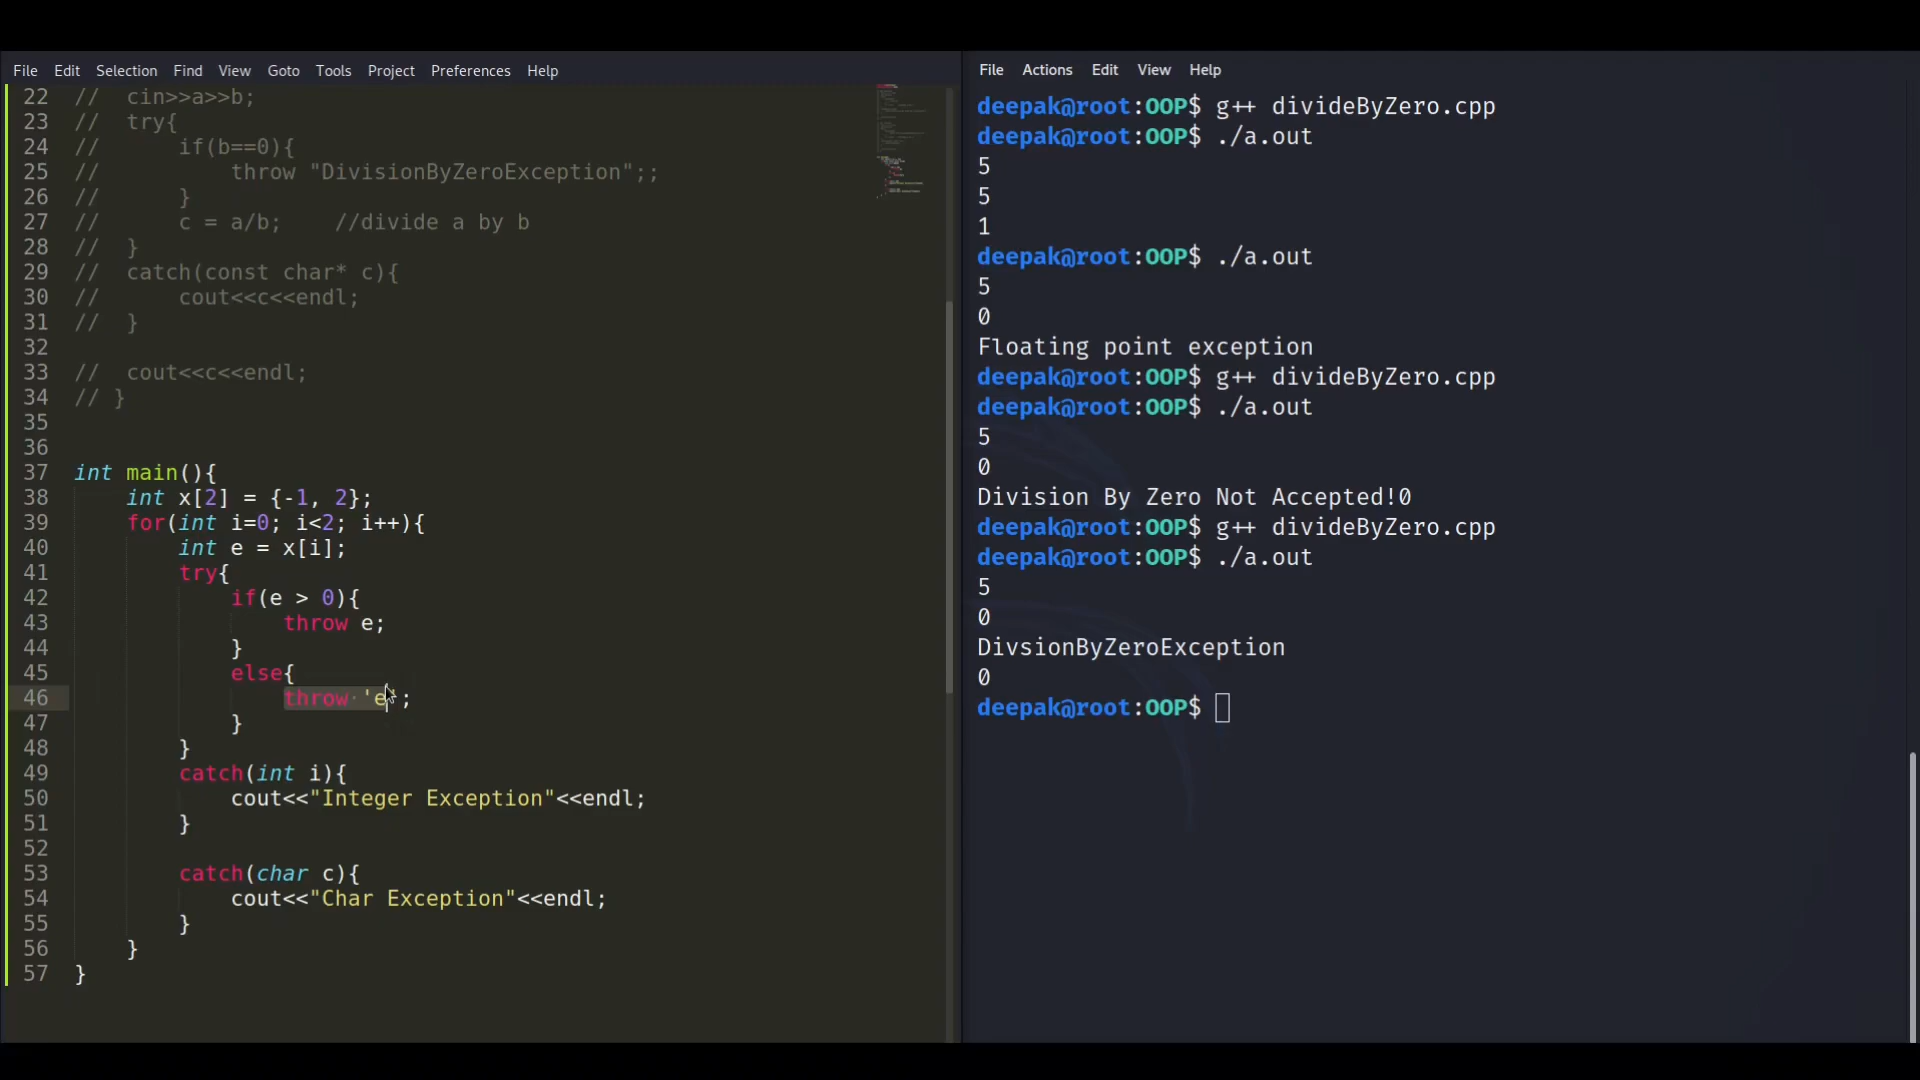 File Edit Selection Find View Goto Tools Project Preferences Help
22 //  cin>>a>>b;
23 //  try{
24 //      if(b==0){
25 //          throw "DivisionByZeroException";;
26 //      }
27 //      c = a/b;    //divide a by b
28 //  }
29 //  catch(const char* c){
30 //      cout<<c<<endl;
31 //  }
32
33 //  cout<<c<<endl;
34 // }
35
36
37 int main(){
38     int x[2] = {-1, 2};
39     for(int i=0; i<2; i++){
40         int e = x[i];
41         try{
42             if(e > 0){
43                 throw e;
44             }
45             else{
46                 throw 'e';
47             }
48         }
49         catch(int i){
50             cout<<"Integer Exception"<<endl;
51         }
52
53         catch(char c){
54             cout<<"Char Exception"<<endl;
55         }
56     }
57 }
File Actions Edit View Help
deepak@root:OOP$ g++ divideByZero.cpp
deepak@root:OOP$ ./a.out
5
5
1
deepak@root:OOP$ ./a.out
5
0
Floating point exception
deepak@root:OOP$ g++ divideByZero.cpp
deepak@root:OOP$ ./a.out
5
0
Division By Zero Not Accepted!0
deepak@root:OOP$ g++ divideByZero.cpp
deepak@root:OOP$ ./a.out
5
0
DivsionByZeroException
0
deepak@root:OOP$